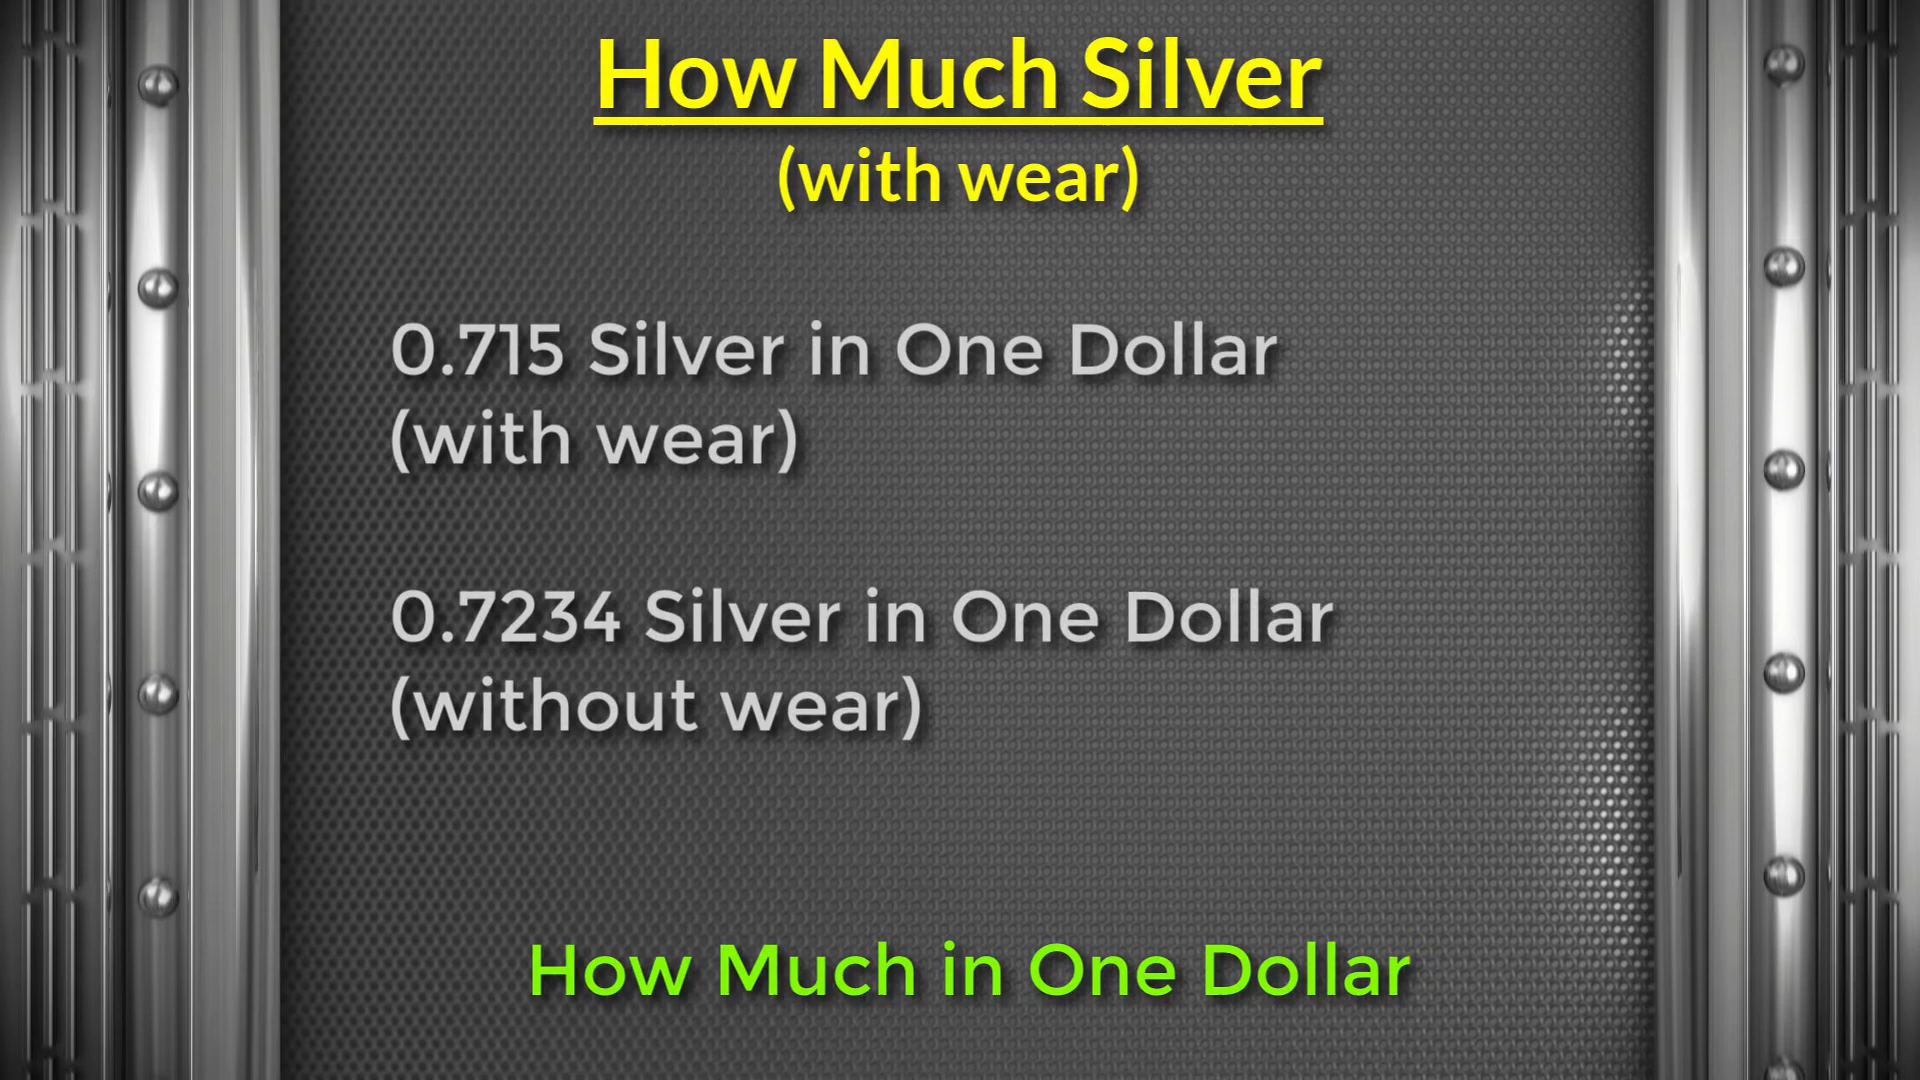 How Much Silver
(with wear)
0.715 Silver in One Dollar
(with wear)
0.7234 Silver in One Dollar
(without wear)
How Much in One Dollar